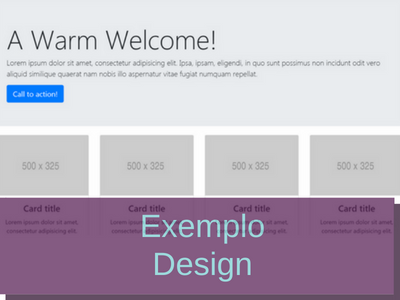 A Warm Welcome!
Lorem ipsum dolor sit amet, consectetur adipisicing elit. Ipsa, ipsam, eligendi, in quo sunt possimus non incidunt odit vero
aliquid similique quaerat nam nobis illo aspernatur vitae fugiat numquam repellat.
Call to action!
500 x 325 500 x 325 500 x 325 500 x 325
Card title Card title Card title Card title
Lorem ipsum dolor sit amet, Lorem ipsum dolor sit amet, Lorem ipsum dolor sit amet, Lorem ipsum dolor sit amet,
consectetur adipisicing elit. consectetur adipisicing elit. consectetur adipisicing elit. consectetur adipisicing elit.
Exemplo
Design